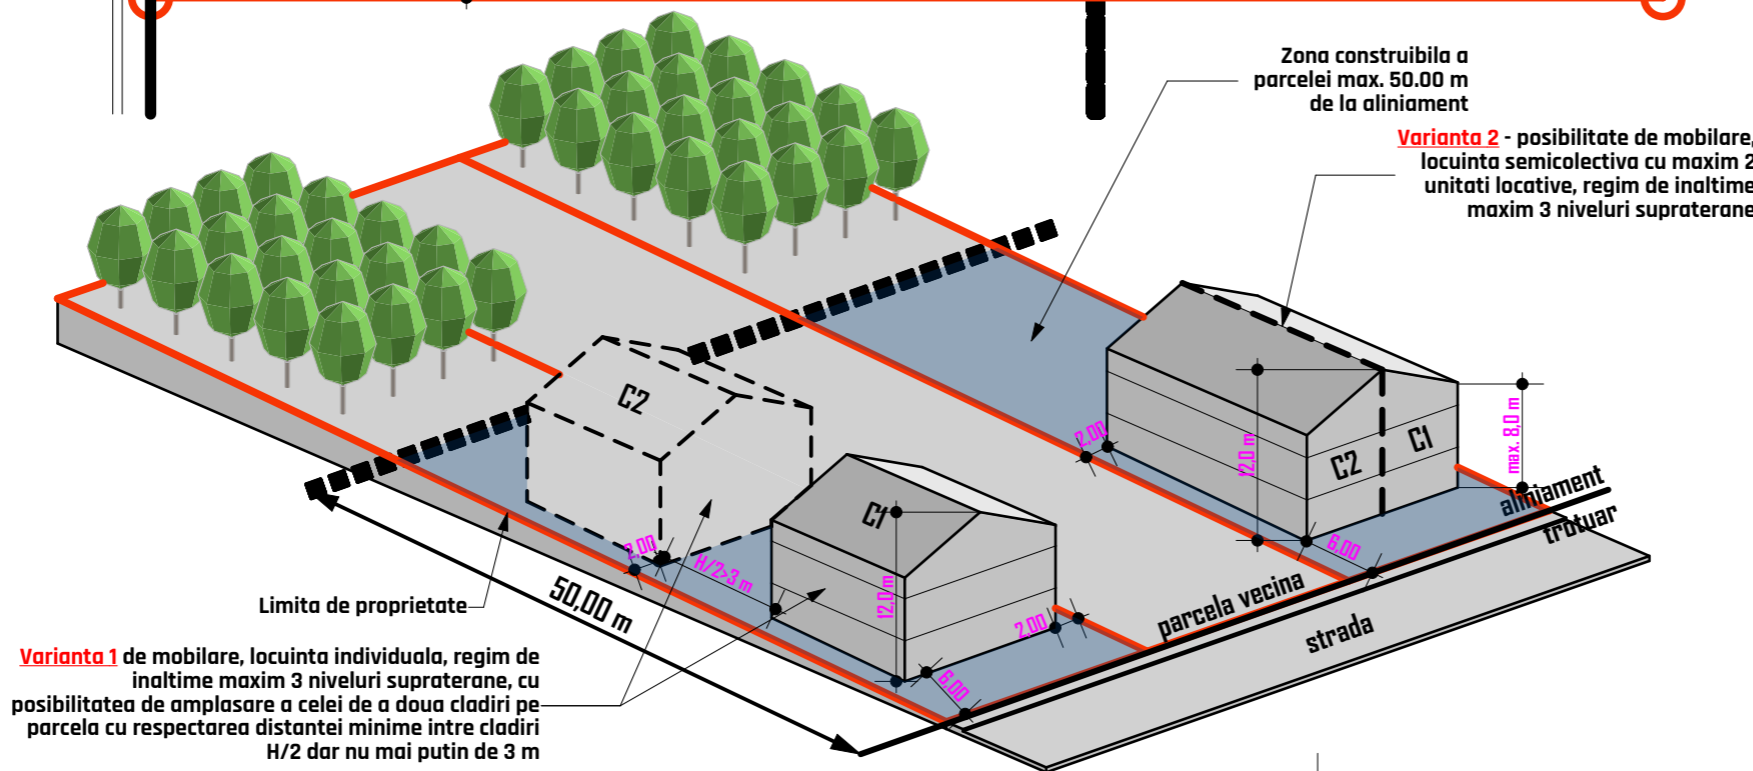 Zona construibila a
parcelei max. 50.00 m
de la aliniament
Varianta 2 - posibilitate de mobilare,
locuinta semicolectiva cu maxim 2
unitati locative, regim de inaltime
maxim 3 niveluri supraterane
C2
C1
2,00
12,0 m
C2
C1
max. 8,0 m
6,00
aliniament
trotuar
2,00
H/2>3 m
12,0 m
2,00
6,00
parcela vecina
strada
50,00 m
Limita de proprietate
Varianta 1 de mobilare, locuinta individuala, regim de
inaltime maxim 3 niveluri supraterane, cu
posibilitatea de amplasare a celei de a doua cladiri pe
parcela cu respectarea distantei minime intre cladiri
H/2 dar nu mai putin de 3 m